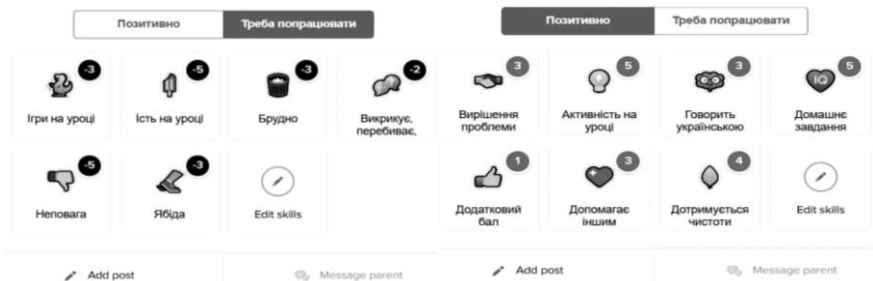 Позитивно
Треба попрацювати
-3
-5
-3
-2
Ігри на уроці
Їсть на уроці
Брудно
Викрикує,
перебиває,
-5
-3
Неповага
Ябіда
Edit skills
Add post
Message parent
Позитивно
Треба попрацювати
3
5
3
5
IQ
Вирішення
проблеми
Активність на
уроці
Говорить
українською
Домашнє
завдання
1
3
4
Додатковий
бал
Допомагає
іншим
Дотримується
чистоти
Edit skills
Add post
Message parent